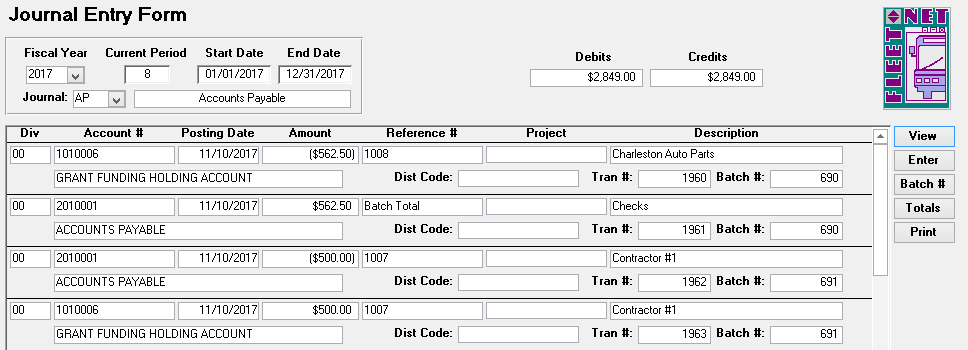 Journal Entry Form
FLEET NET
Fiscal Year Current Period Start Date End Date
2017 8 01/01/2017 12/31/2017
Journal: AP Accounts Payable
Debits Credits
$2,849.00 $2,849.00
Div Account # Posting Date Amount Reference # Project Description
00 1010006 11/10/2017 ($562.50) 1008 Charleston Auto Parts
GRANT FUNDING HOLDING ACCOUNT Dist Code: Tran #: 1960 Batch #: 690
00 2010001 11/10/2017 $562.50 Batch Total Checks
ACCOUNTS PAYABLE Dist Code: Tran #: 1961 Batch #: 690
00 2010001 11/10/2017 ($500.00) 1007 Contractor #1
ACCOUNTS PAYABLE Dist Code: Tran #: 1962 Batch #: 691
00 1010006 11/10/2017 $500.00 1007 Contractor #1
GRANT FUNDING HOLDING ACCOUNT Dist Code: Tran #: 1963 Batch #: 691
View
Enter
Batch #
Totals
Print